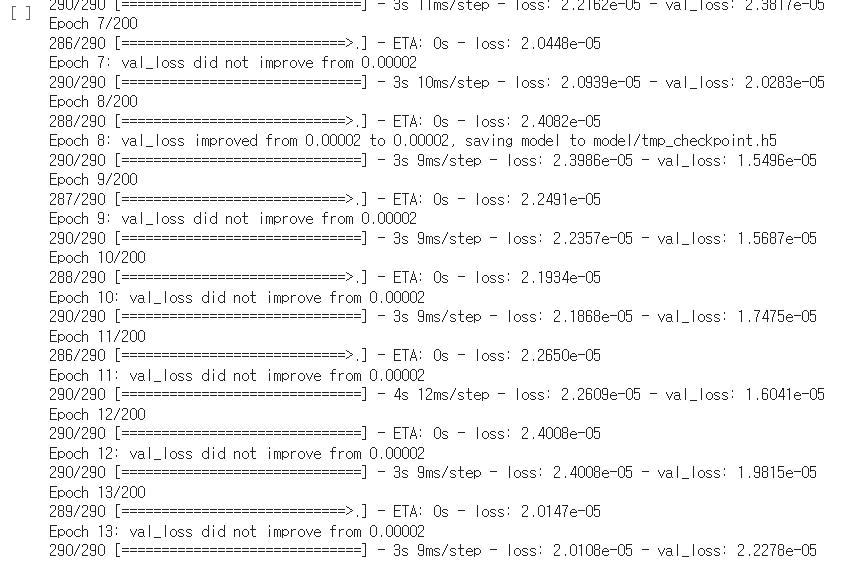 [ ]
290/290 [==============================] - 3s 11ms/step - loss: 2.2162e-05 - val_loss: 2.3817e-05
Epoch 7/200
286/290 [============================>.] - ETA: 0s - loss: 2.0448e-05
Epoch 7: val_loss did not improve from 0.00002
290/290 [==============================] - 3s 10ms/step - loss: 2.0939e-05 - val_loss: 2.0283e-05
Epoch 8/200
288/290 [============================>.] - ETA: 0s - loss: 2.4082e-05
Epoch 8: val_loss improved from 0.00002 to 0.00002, saving model to model/tmp_checkpoint.h5
290/290 [==============================] - 3s 9ms/step - loss: 2.3986e-05 - val_loss: 1.5496e-05
Epoch 9/200
287/290 [============================>.] - ETA: 0s - loss: 2.2491e-05
Epoch 9: val_loss did not improve from 0.00002
290/290 [==============================] - 3s 9ms/step - loss: 2.2357e-05 - val_loss: 1.5687e-05
Epoch 10/200
288/290 [============================>.] - ETA: 0s - loss: 2.1934e-05
Epoch 10: val_loss did not improve from 0.00002
290/290 [==============================] - 3s 9ms/step - loss: 2.1868e-05 - val_loss: 1.7475e-05
Epoch 11/200
286/290 [============================>.] - ETA: 0s - loss: 2.2650e-05
Epoch 11: val_loss did not improve from 0.00002
290/290 [==============================] - 4s 12ms/step - loss: 2.2609e-05 - val_loss: 1.6041e-05
Epoch 12/200
290/290 [==============================] - ETA: 0s - loss: 2.4008e-05
Epoch 12: val_loss did not improve from 0.00002
290/290 [==============================] - 3s 9ms/step - loss: 2.4008e-05 - val_loss: 1.9815e-05
Epoch 13/200
289/290 [============================>.] - ETA: 0s - loss: 2.0147e-05
Epoch 13: val_loss did not improve from 0.00002
290/290 [==============================] - 3s 9ms/step - loss: 2.0108e-05 - val_loss: 2.2278e-05